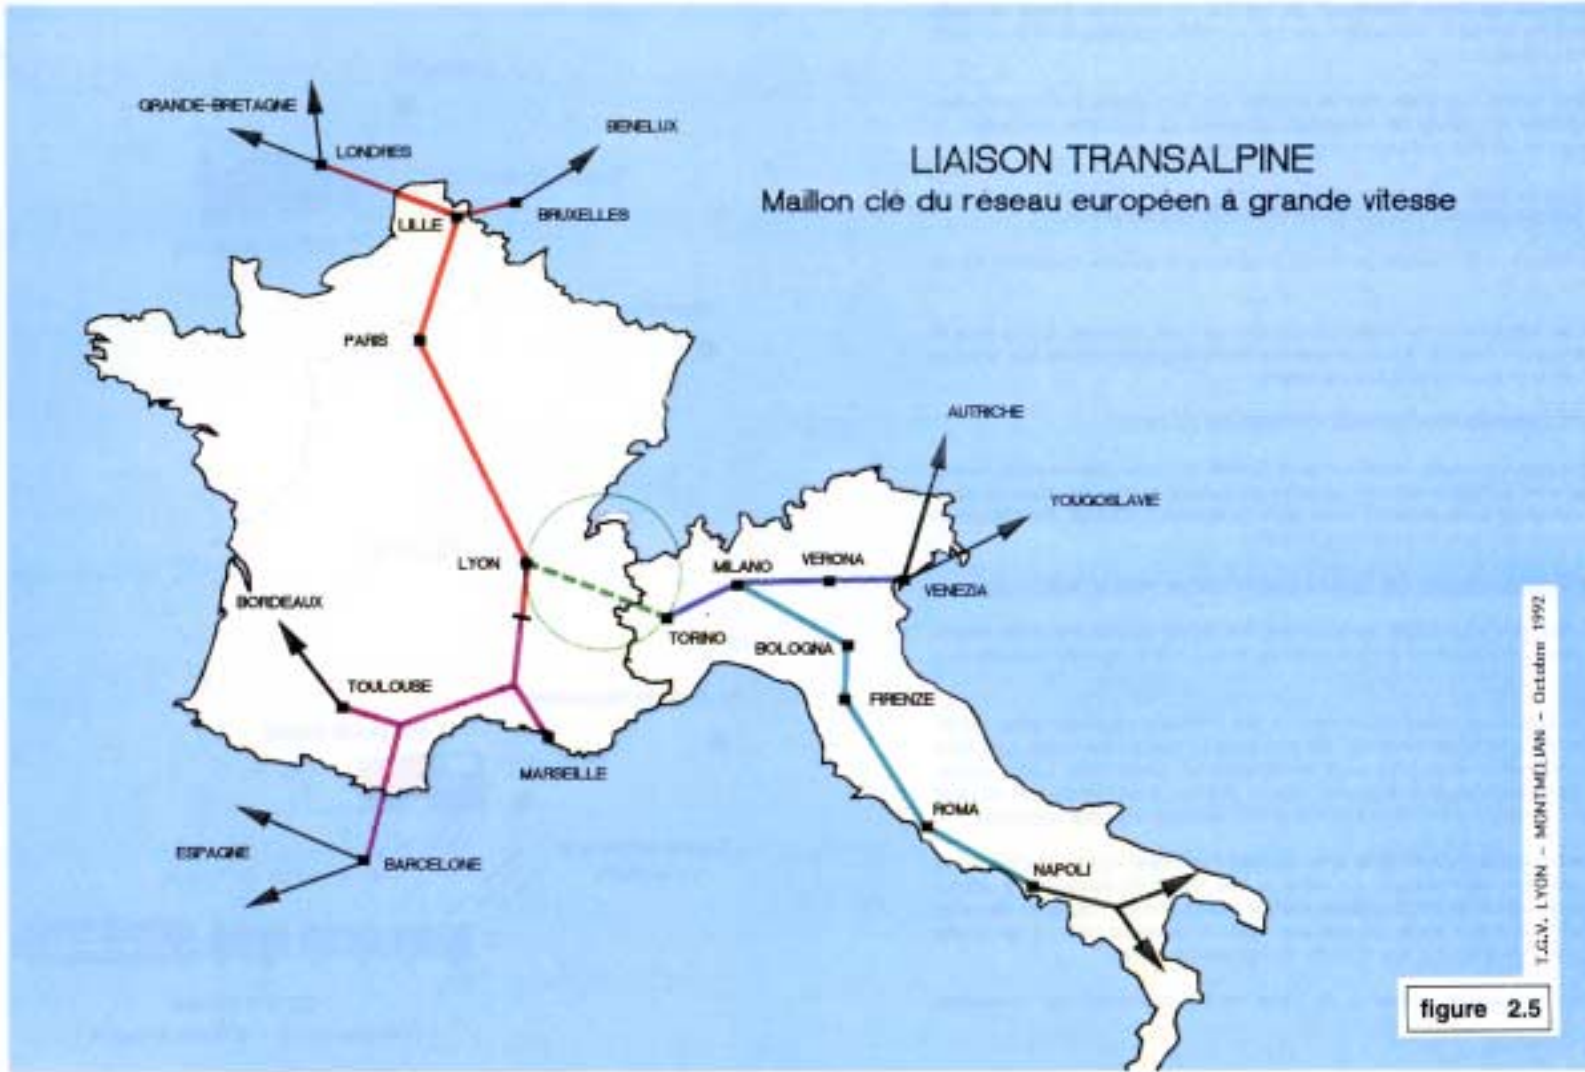 LIAISON TRANSALPINE
Maillon clé du réseau européen à grande vitesse
GRANDE-BRETAGNE
LONDRES
BENELUX
BRUXELLES
LILLE
PARIS
AUTRICHE
YOUGOSLAVIE
LYON
MILANO
VERONA
VENEZIA
BORDEAUX
TORINO
BOLOGNA
TOULOUSE
FIRENZE
MARSEILLE
ROMA
ESPAGNE
BARCELONE
NAPOLI
T.G.V. LYON - MONTMELIAN - Octobre 1992
figure 2.5